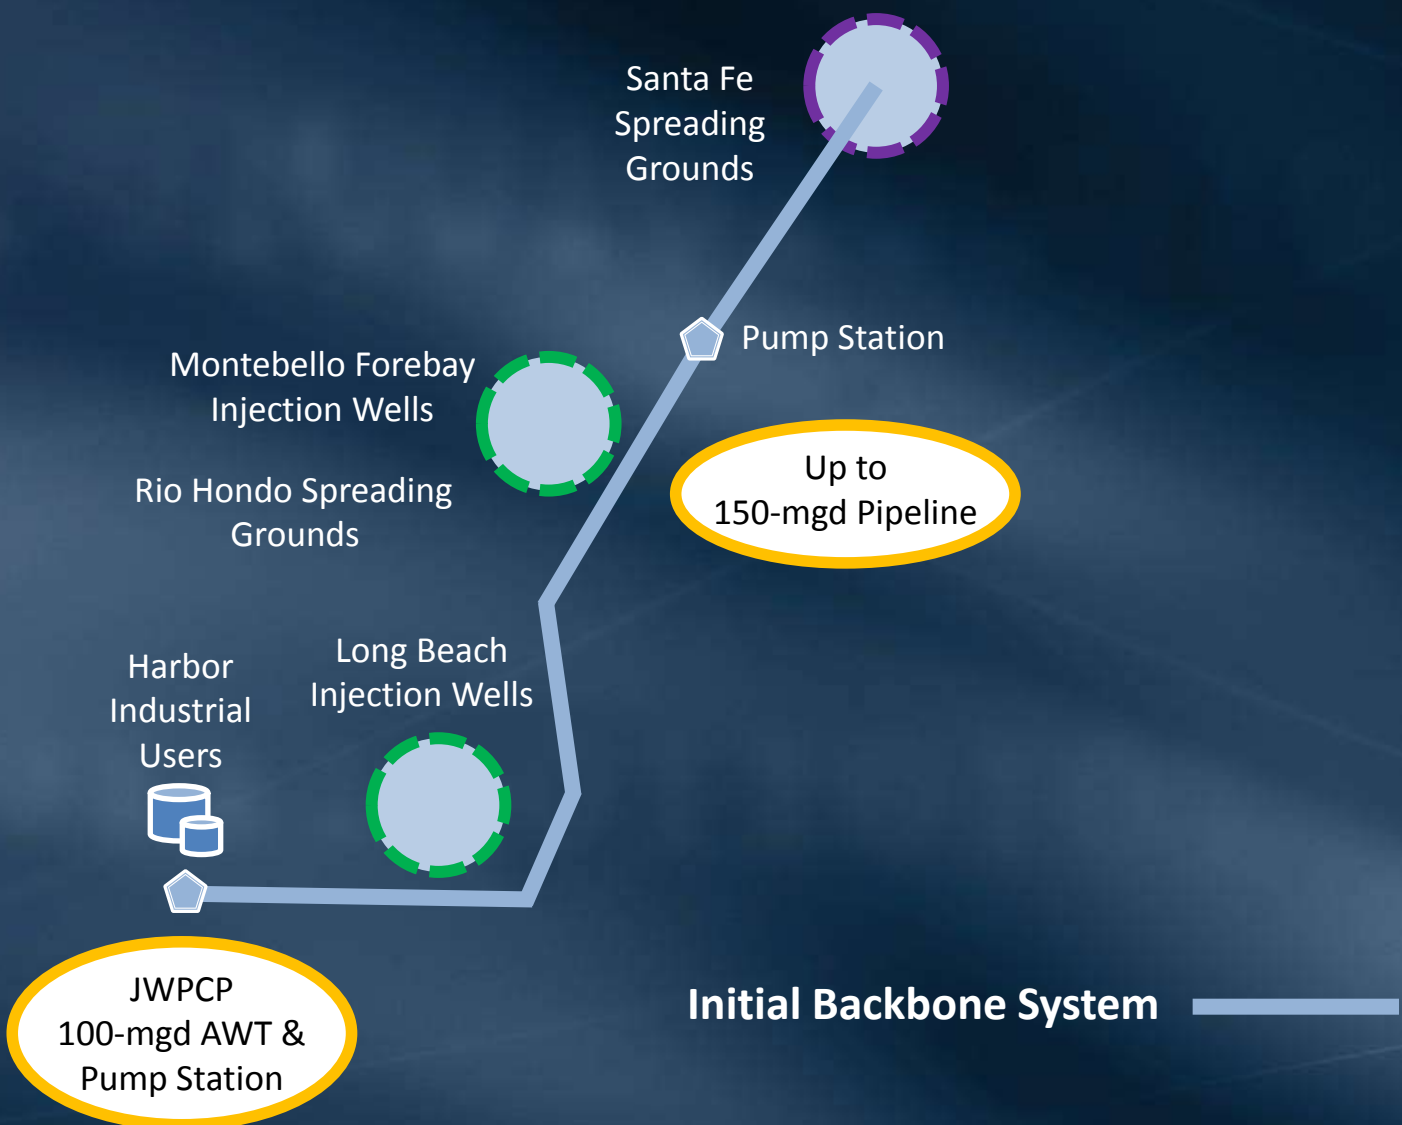 Santa Fe
Spreading
Grounds
Pump Station
Montebello Forebay
Injection Wells
Rio Hondo Spreading
Grounds
Up to
150-mgd Pipeline
Long Beach
Injection Wells
Harbor
Industrial
Users
JWPCP
100-mgd AWT &
Pump Station
Initial Backbone System